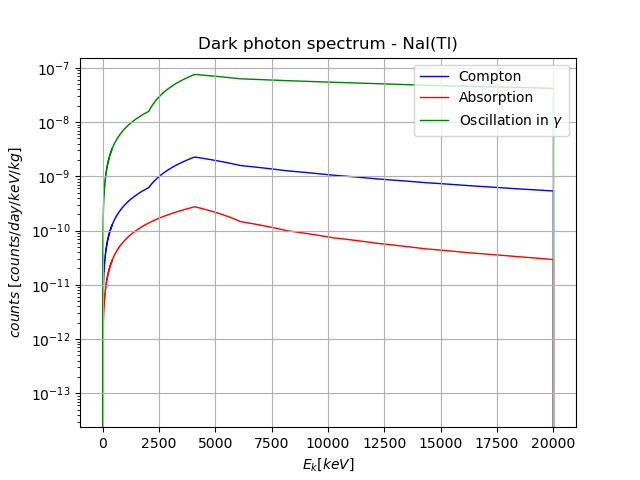 Dark photon spectrum - NaI(Tl)
counts [counts/day/keV/kg]
10⁻⁷
10⁻⁸
10⁻⁹
10⁻¹⁰
10⁻¹¹
10⁻¹²
10⁻¹³
Compton
Absorption
Oscillation in γ
0 2500 5000 7500 10000 12500 15000 17500 20000
Eₖ[keV]